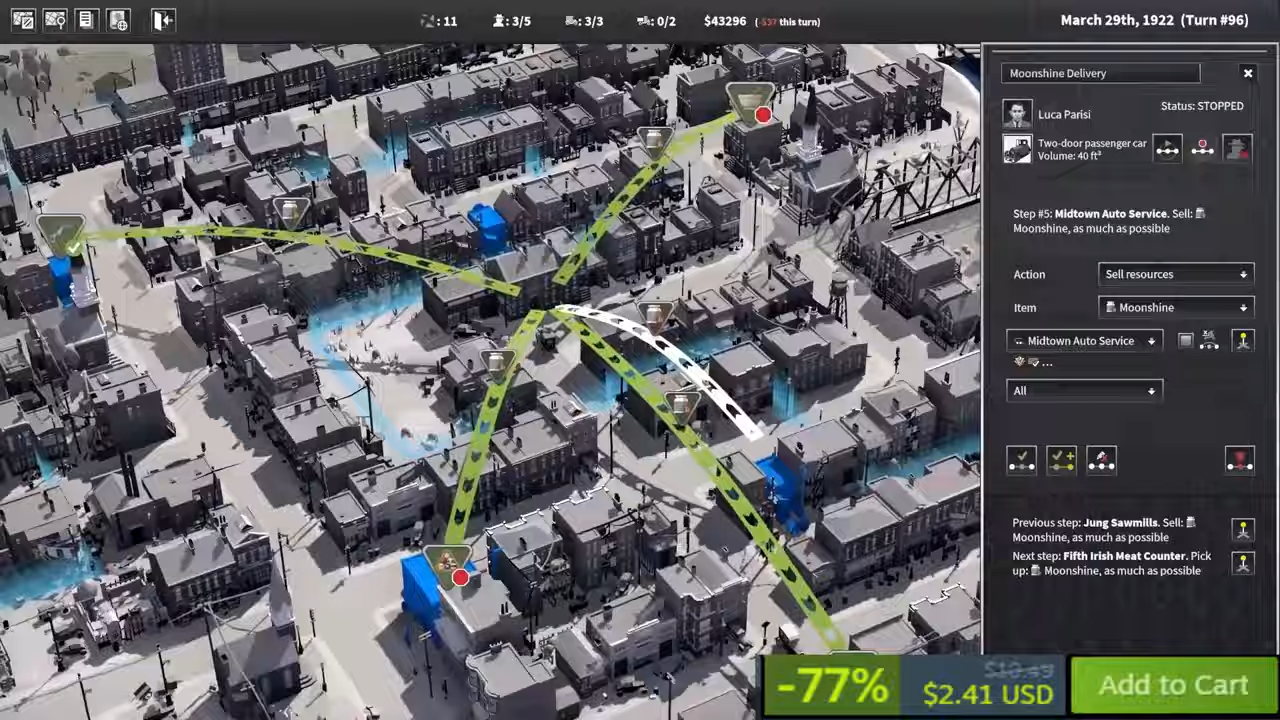 : 11
: 3/5
: 3/3
: 0/2
$43296 (-$37 this turn)
March 29th, 1922 (Turn #96)
Moonshine Delivery
Status: STOPPED
Luca Parisi
Two-door passenger car
Volume: 40 ft³
Step #5: Midtown Auto Service. Sell:
Moonshine, as much as possible
Action
Sell resources
Item
Moonshine
Midtown Auto Service
...
All
Previous step: Jung Sawmills. Sell:
Moonshine, as much as possible
Next step: Fifth Irish Meat Counter. Pick
up: Moonshine, as much as possible
-77%
$2.41 USD
Add to Cart